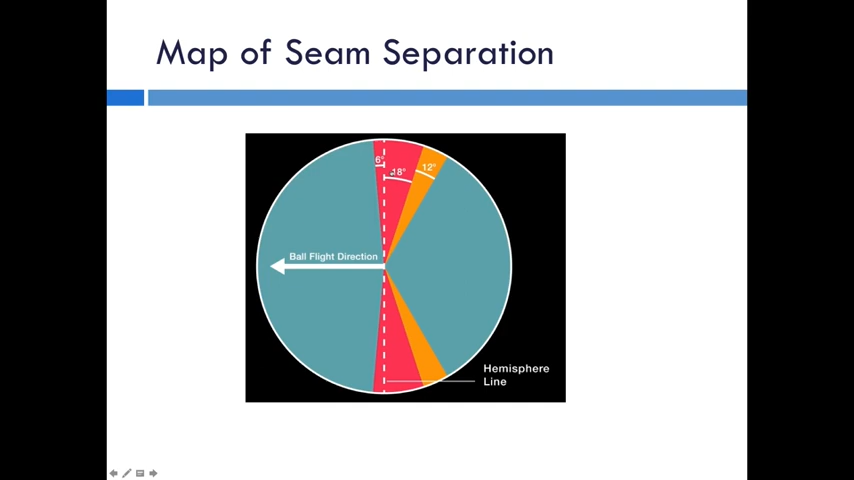 Map of Seam Separation
6°
18°
12°
Ball Flight Direction
Hemisphere
Line